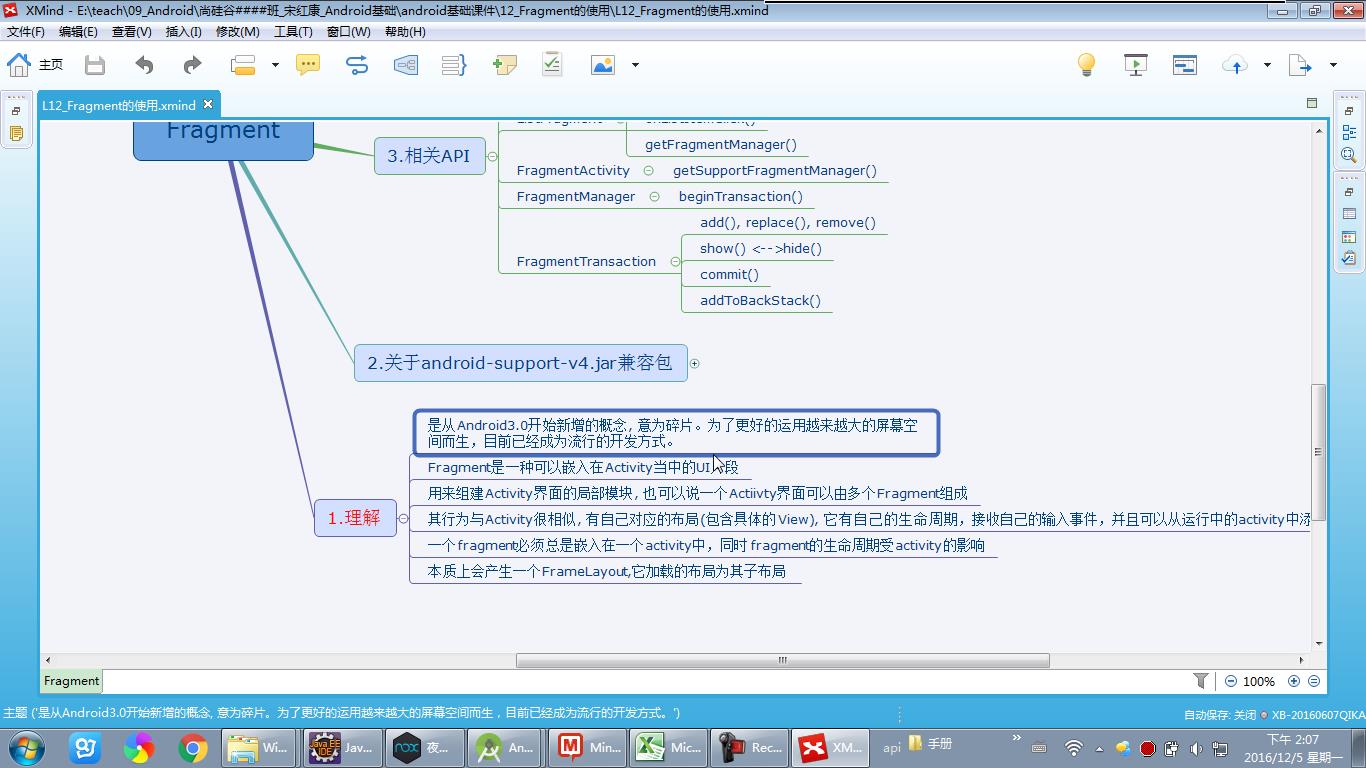 XMind - E:\teach\09_Android\尚硅谷####班_宋红康_Android基础\android基础课件\12_Fragment的使用\L12_Fragment的使用.xmind
文件(F) 编辑(E) 查看(V) 插入(I) 修改(M) 工具(T) 窗口(W) 帮助(H)
主页
L12_Fragment的使用.xmind
Fragment
3.相关API
getFragmentManager()
FragmentActivity getSupportFragmentManager()
FragmentManager beginTransaction()
add(), replace(), remove()
show() <-->hide()
FragmentTransaction
commit()
addToBackStack()
2.关于android-support-v4.jar兼容包
是从Android3.0开始新增的概念, 意为碎片。为了更好的运用越来越大的屏幕空
间而生，目前已经成为流行的开发方式。
Fragment是一种可以嵌入在Activity当中的UI片段
用来组建Activity界面的局部模块, 也可以说一个Actiivty界面可以由多个Fragment组成
1.理解
其行为与Activity很相似, 有自己对应的布局(包含具体的View), 它有自己的生命周期，接收自己的输入事件，并且可以从运行中的activity中添
一个fragment必须总是嵌入在一个activity中，同时fragment的生命周期受activity的影响
本质上会产生一个FrameLayout,它加载的布局为其子布局
Fragment
100%
主题 ('是从Android3.0开始新增的概念, 意为碎片。为了更好的运用越来越大的屏幕空间而生，目前已经成为流行的开发方式。')
自动保存: 关闭 XB-20160607QIKA
Wi... Jav... 夜... An... Min... Mic... Rec... XM... api 手册
下午 2:07
2016/12/5 星期一